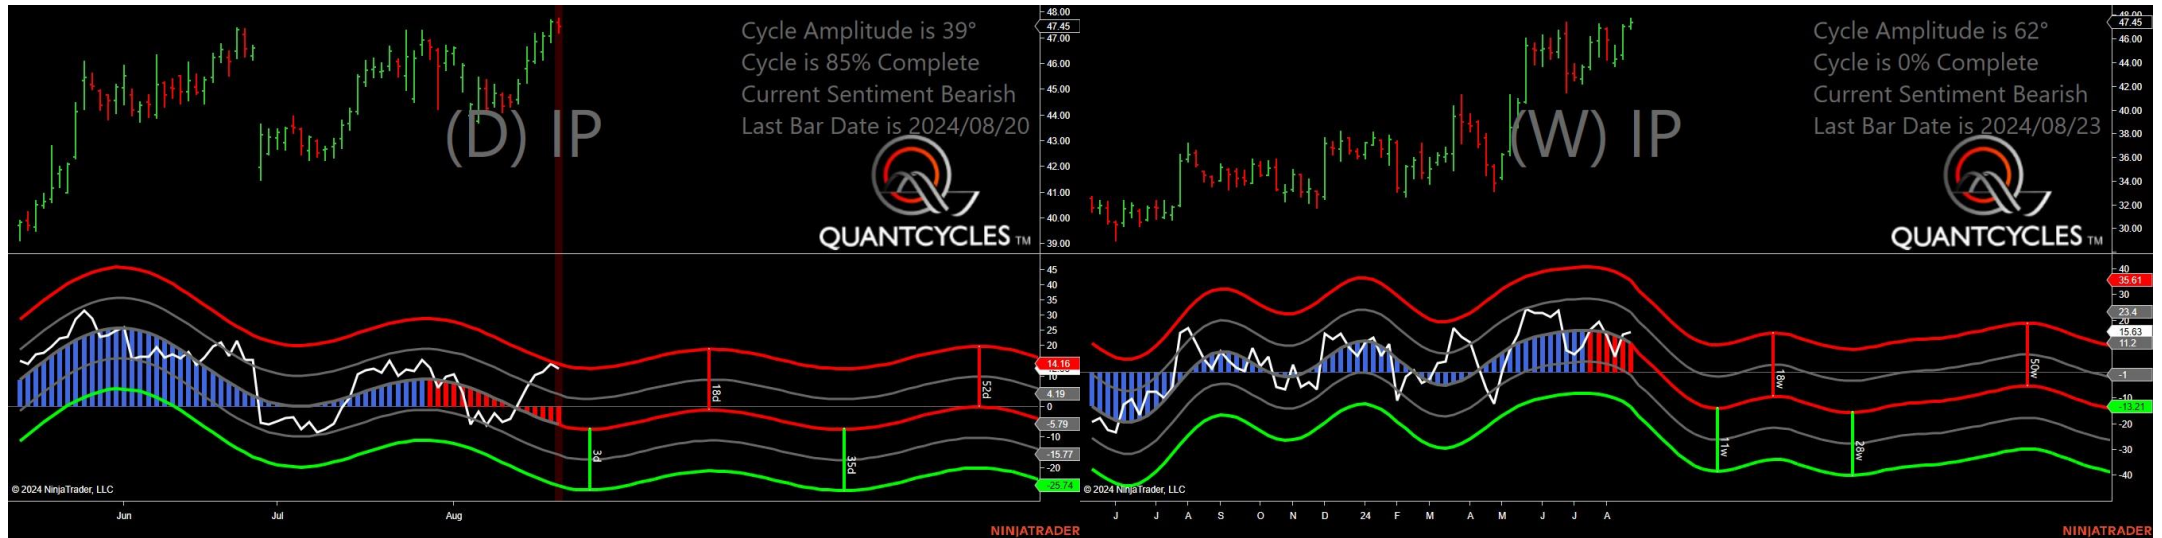 Cycle Amplitude is 39°
Cycle is 85% Complete
Current Sentiment Bearish
Last Bar Date is 2024/08/20
(D) IP
QUANTCYCLES TM
48.00
47.45
47.00
46.00
45.00
44.00
43.00
42.00
41.00
40.00
39.00
45
40
35
30
25
20
14.16
10
4.19
0
-5.79
-10
-15.77
-20
-25.74
3d
18d
35d
52d
© 2024 NinjaTrader, LLC
Jun Jul Aug
NINJATRADER
Cycle Amplitude is 62°
Cycle is 0% Complete
Current Sentiment Bearish
Last Bar Date is 2024/08/23
(W) IP
QUANTCYCLES TM
48.00
47.45
46.00
44.00
42.00
40.00
38.00
36.00
34.00
32.00
30.00
40
35.61
30
23.4
20
15.63
11.2
-1
-10
-13.21
-20
-30
-40
11w
18w
28w
50w
© 2024 NinjaTrader, LLC
J J A S O N D 24 F M A M J J A
NINJATRADER